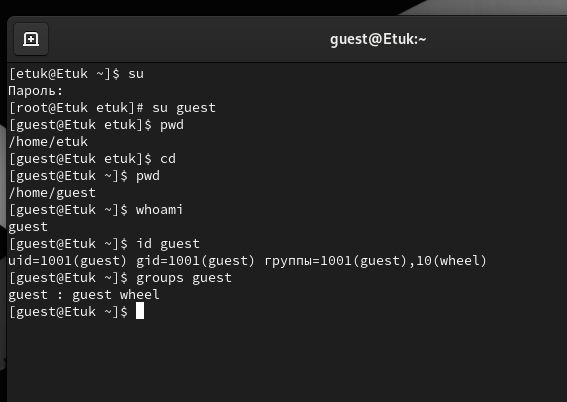 guest@Etuk:~
[etuk@Etuk ~]$ su
Пароль:
[root@Etuk etuk]# su guest
[guest@Etuk etuk]$ pwd
/home/etuk
[guest@Etuk etuk]$ cd
[guest@Etuk ~]$ pwd
/home/guest
[guest@Etuk ~]$ whoami
guest
[guest@Etuk ~]$ id guest
uid=1001(guest) gid=1001(guest) группы=1001(guest),10(wheel)
[guest@Etuk ~]$ groups guest
guest : guest wheel
[guest@Etuk ~]$